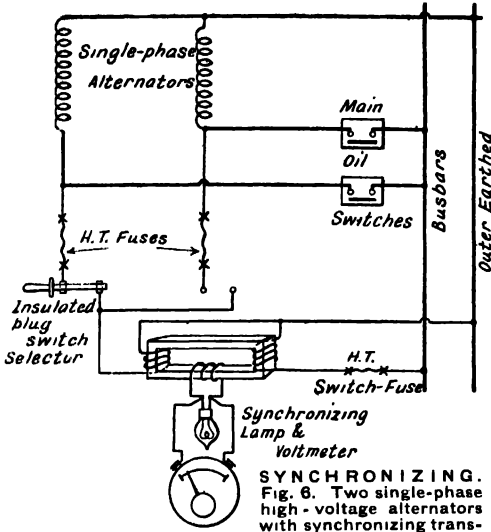 Single-phase
Alternators
Main
Oil
Switches
Busbars
Outer Earthed
H.T. Fuses
Insulated
plug
switch
Selector
H.T.
Switch-Fuse
Synchronizing
Lamp &
Voltmeter
SYNCHRONIZING.
Fig. 6. Two single-phase
high-voltage alternators
with synchronizing trans-